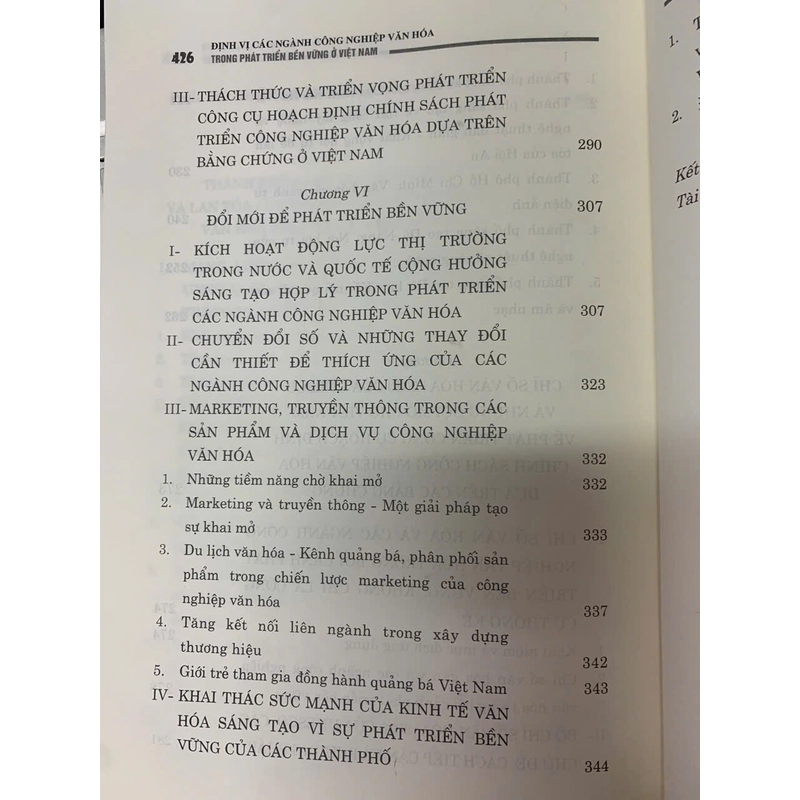 426
ĐỊNH VỊ CÁC NGÀNH CÔNG NGHIỆP VĂN HÓA
TRONG PHÁT TRIỂN BỀN VỮNG Ở VIỆT NAM
III- THÁCH THỨC VÀ TRIỂN VỌNG PHÁT TRIỂN
CÔNG CỤ HOẠCH ĐỊNH CHÍNH SÁCH PHÁT
TRIỂN CÔNG NGHIỆP VĂN HÓA DỰA TRÊN
BẰNG CHỨNG Ở VIỆT NAM 290
Chương VI
ĐỔI MỚI ĐỂ PHÁT TRIỂN BỀN VỮNG 307
I- KÍCH HOẠT ĐỘNG LỰC THỊ TRƯỜNG
TRONG NƯỚC VÀ QUỐC TẾ CỘNG HƯỞNG
SÁNG TẠO HỢP LÝ TRONG PHÁT TRIỂN
CÁC NGÀNH CÔNG NGHIỆP VĂN HÓA 307
II- CHUYỂN ĐỔI SỐ VÀ NHỮNG THAY ĐỔI
CẦN THIẾT ĐỂ THÍCH ỨNG CỦA CÁC
NGÀNH CÔNG NGHIỆP VĂN HÓA 323
III- MARKETING, TRUYỀN THÔNG TRONG CÁC
SẢN PHẨM VÀ DỊCH VỤ CÔNG NGHIỆP
VĂN HÓA 332
1. Những tiềm năng chờ khai mở 332
2. Marketing và truyền thông - Một giải pháp tạo
sự khai mở 333
3. Du lịch văn hóa - Kênh quảng bá, phân phối sản
phẩm trong chiến lược marketing của công
nghiệp văn hóa 337
4. Tăng kết nối liên ngành trong xây dựng
thương hiệu 342
5. Giới trẻ tham gia đồng hành quảng bá Việt Nam 343
IV- KHAI THÁC SỨC MẠNH CỦA KINH TẾ VĂN
HÓA SÁNG TẠO VÌ SỰ PHÁT TRIỂN BỀN
VỮNG CỦA CÁC THÀNH PHỐ 344
1.
2.
Kết
Tài